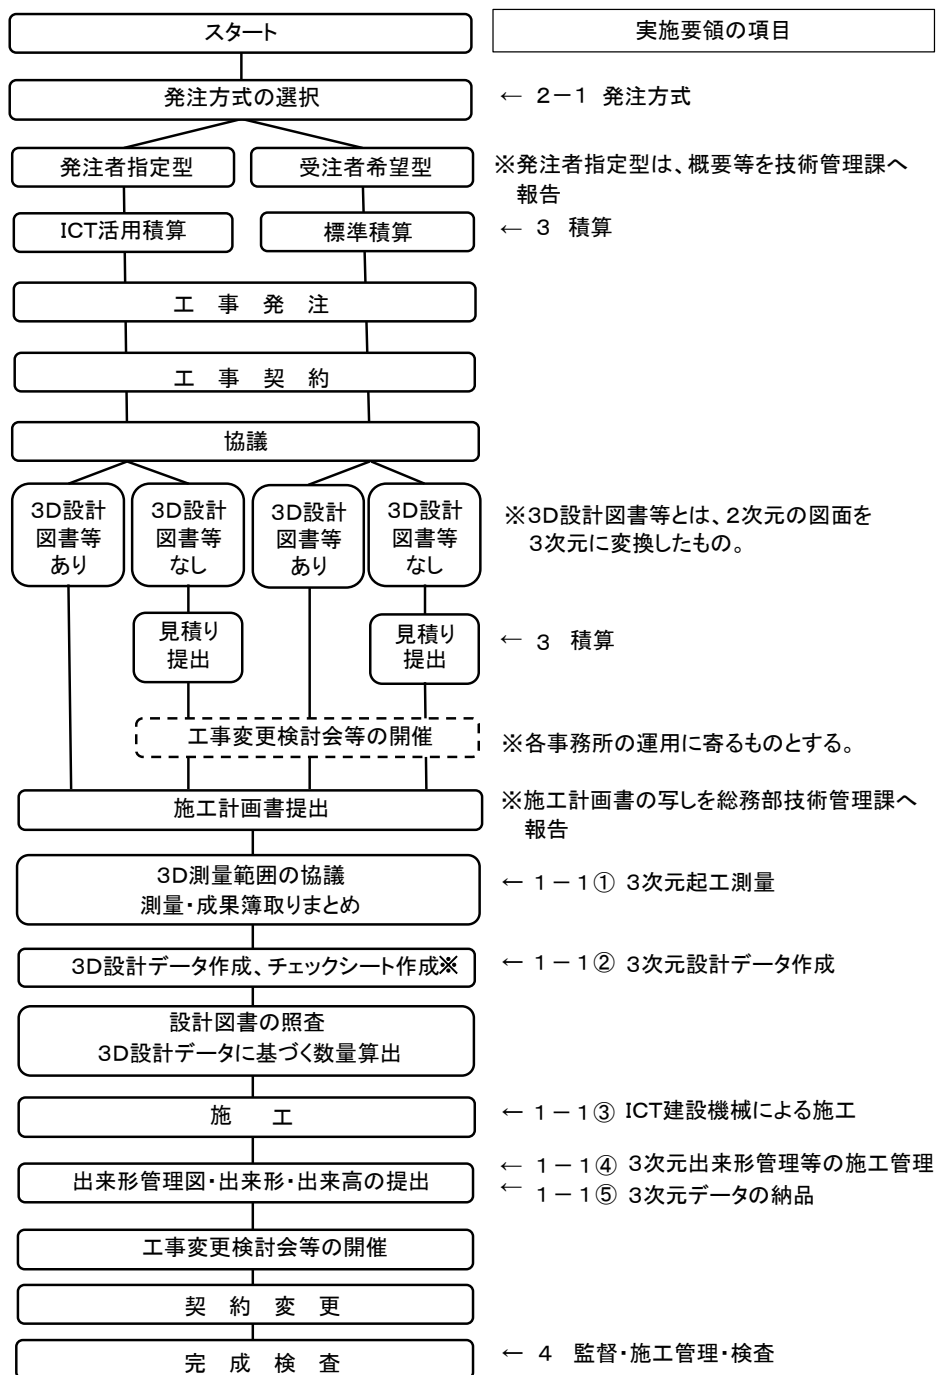 スタート
実施要領の項目
発注方式の選択
← 2－1 発注方式
発注者指定型
受注者希望型
※発注者指定型は、概要等を技術管理課へ
報告
ICT活用積算
標準積算
← 3 積算
工 事 発 注
工 事 契 約
協議
3D設計
図書等
あり
3D設計
図書等
なし
3D設計
図書等
あり
3D設計
図書等
なし
※3D設計図書等とは、2次元の図面を
3次元に変換したもの。
見積り
提出
見積り
提出
← 3 積算
工事変更検討会等の開催
※各事務所の運用に寄るものとする。
施工計画書提出
※施工計画書の写しを総務部技術管理課へ
報告
3D測量範囲の協議
測量・成果簿取りまとめ
← 1－1① 3次元起工測量
3D設計データ作成、チェックシート作成※
← 1－1② 3次元設計データ作成
設計図書の照査
3D設計データに基づく数量算出
施 工
← 1－1③ ICT建設機械による施工
出来形管理図・出来形・出来高の提出
← 1－1④ 3次元出来形管理等の施工管理
← 1－1⑤ 3次元データの納品
工事変更検討会等の開催
契 約 変 更
完 成 検 査
← 4 監督・施工管理・検査